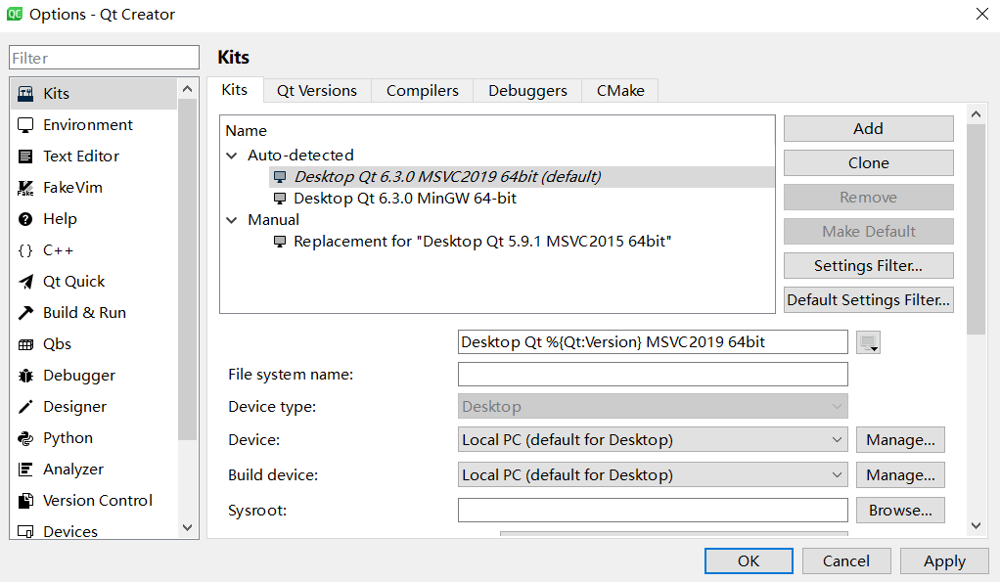 Options - Qt Creator
Filter
Kits
Environment
Text Editor
FakeVim
Help
C++
Qt Quick
Build & Run
Qbs
Debugger
Designer
Python
Analyzer
Version Control
Devices
Kits
Kits Qt Versions Compilers Debuggers CMake
Name
Auto-detected
Desktop Qt 6.3.0 MSVC2019 64bit (default)
Desktop Qt 6.3.0 MinGW 64-bit
Manual
Replacement for "Desktop Qt 5.9.1 MSVC2015 64bit"
Add
Clone
Remove
Make Default
Settings Filter...
Default Settings Filter...
Desktop Qt %{Qt:Version} MSVC2019 64bit
File system name:
Device type: Desktop
Device: Local PC (default for Desktop) Manage...
Build device: Local PC (default for Desktop) Manage...
Sysroot: Browse...
OK Cancel Apply